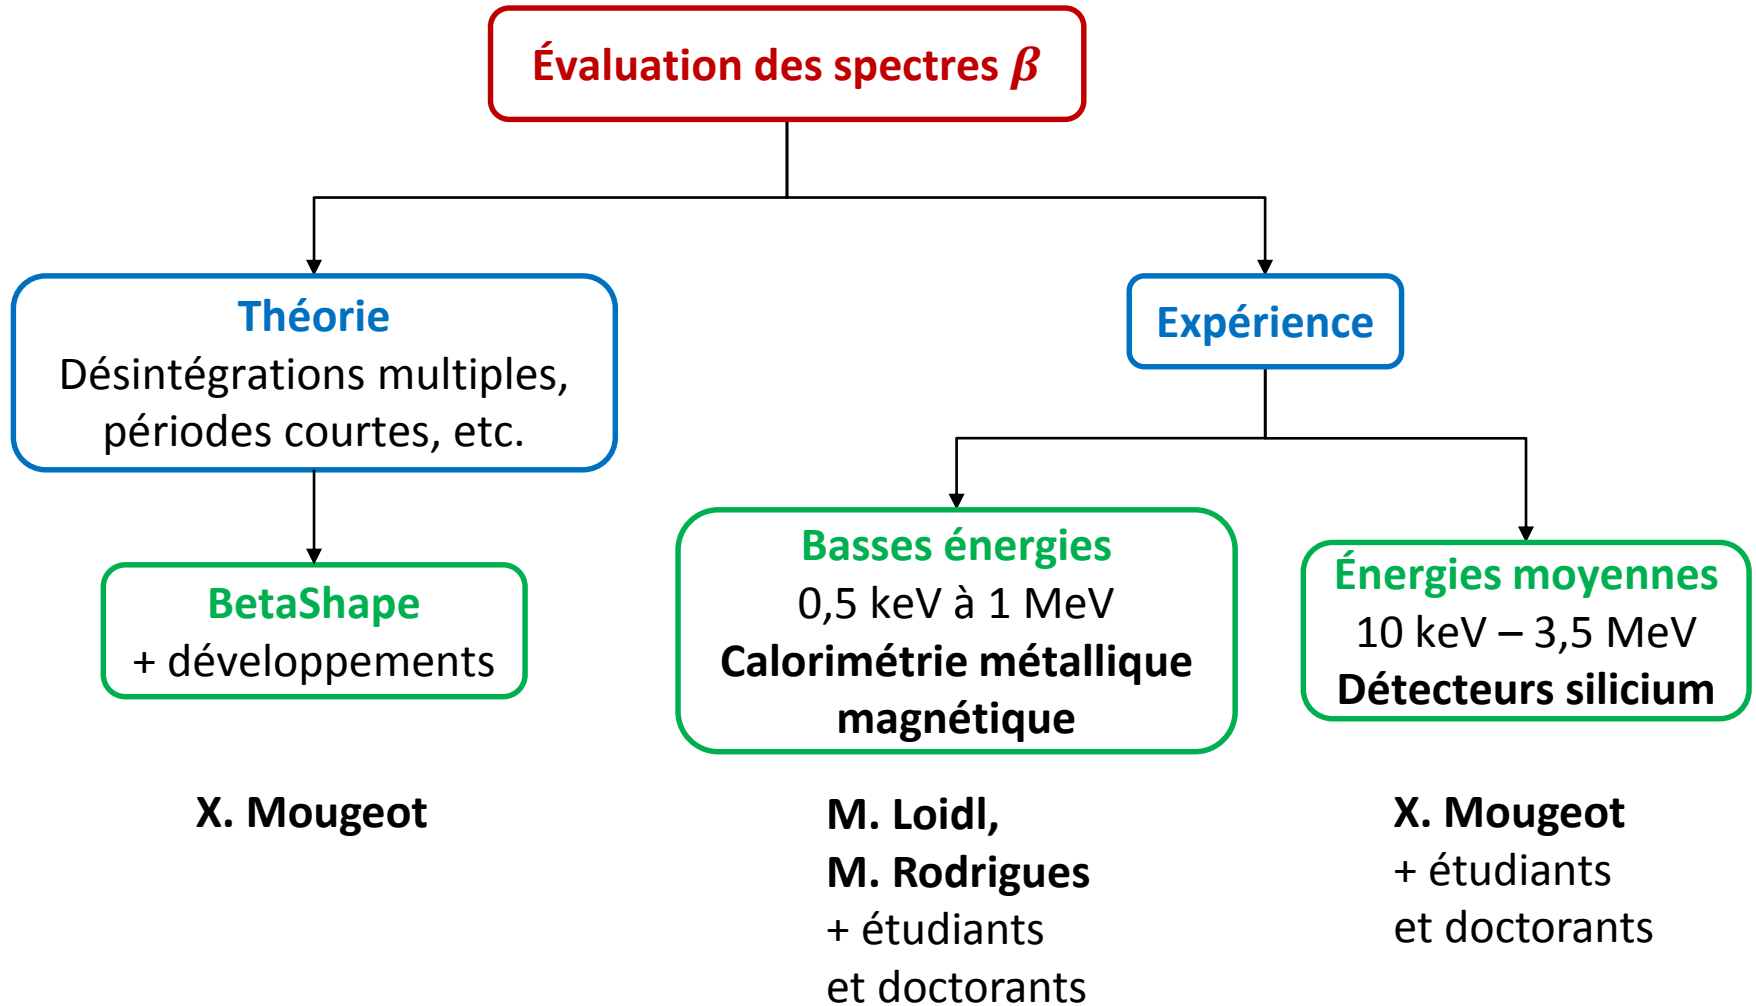 Évaluation des spectres β
Théorie
Désintégrations multiples,
périodes courtes, etc.
Expérience
BetaShape
+ développements
Basses énergies
0,5 keV à 1 MeV
Calorimétrie métallique
magnétique
Énergies moyennes
10 keV – 3,5 MeV
Détecteurs silicium
X. Mougeot
M. Loidl,
M. Rodrigues
+ étudiants
et doctorants
X. Mougeot
+ étudiants
et doctorants